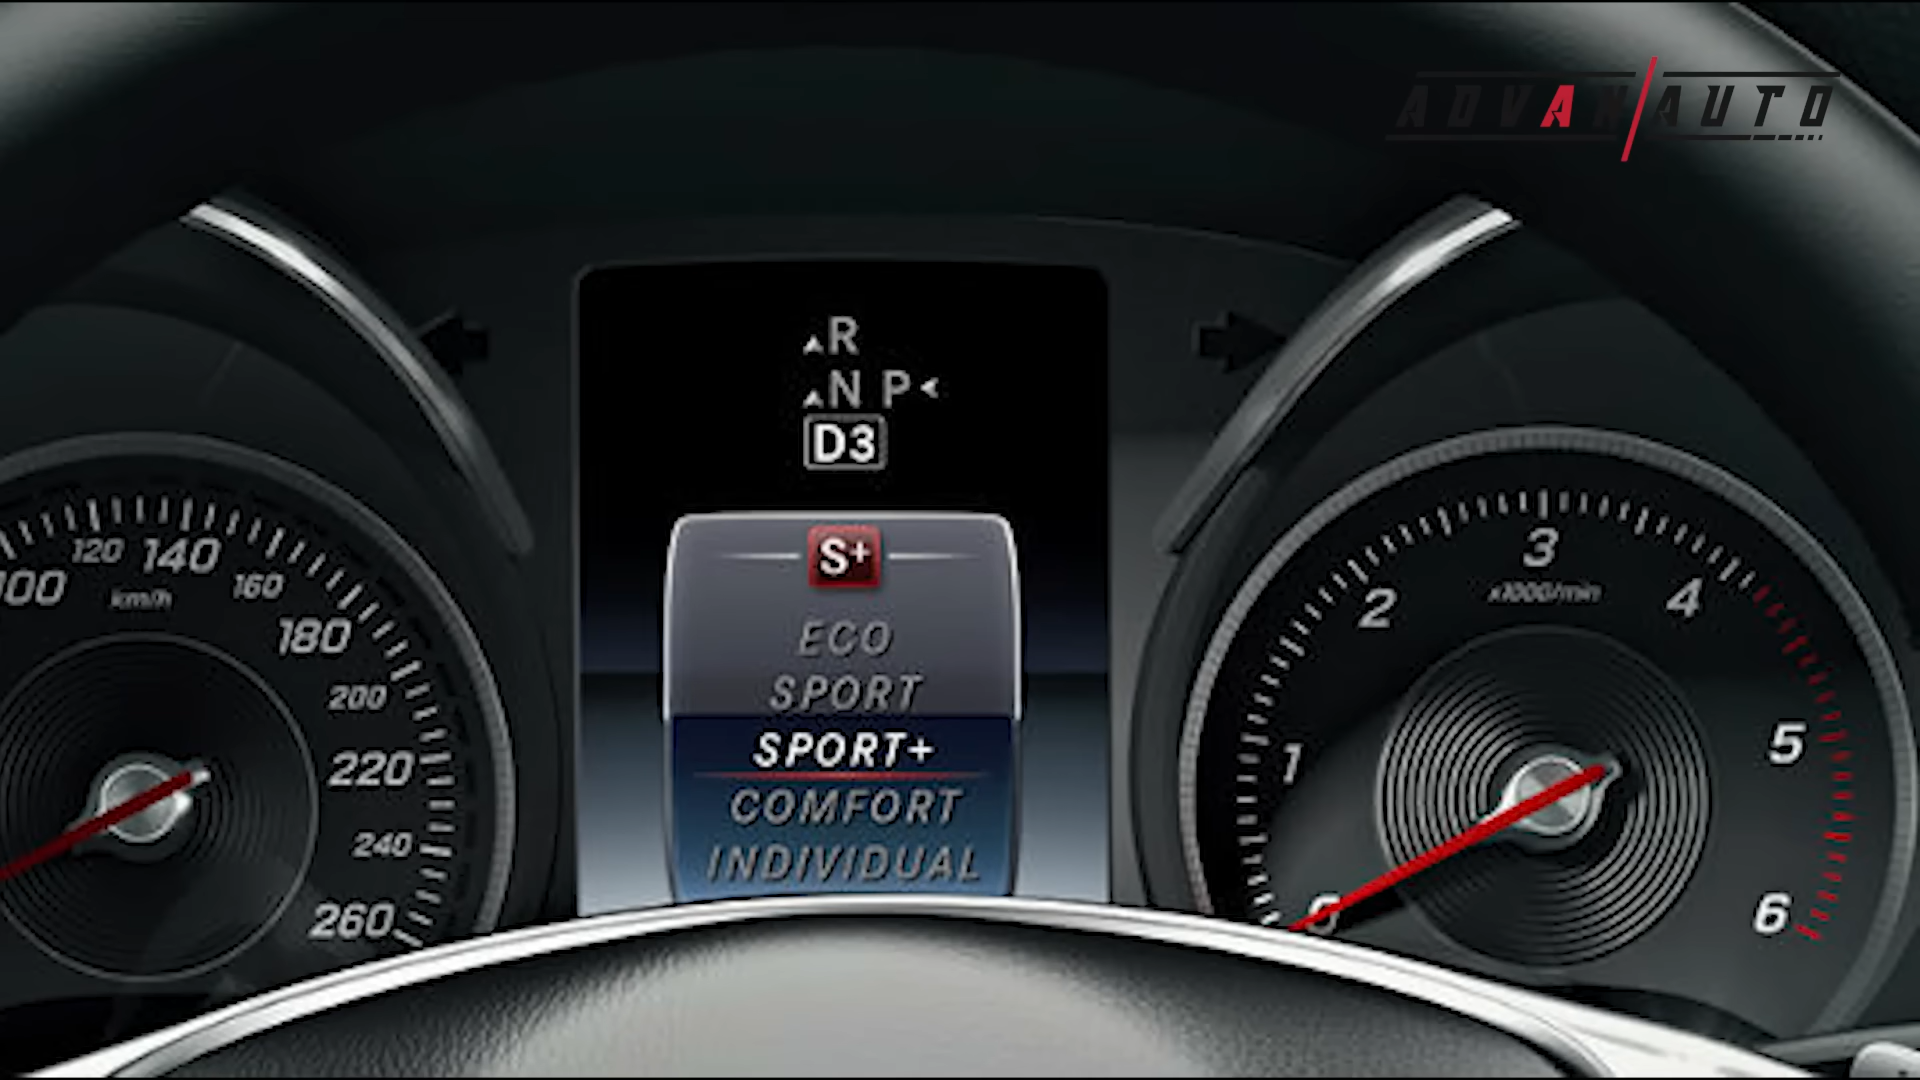 ADVAN/AUTO
R
N P
D3
S+
ECO
SPORT
SPORT+
COMFORT
INDIVIDUAL
100 120 140 160 180 200 220 240 260
km/h
0 1 2 3 4 5 6
x1000/min